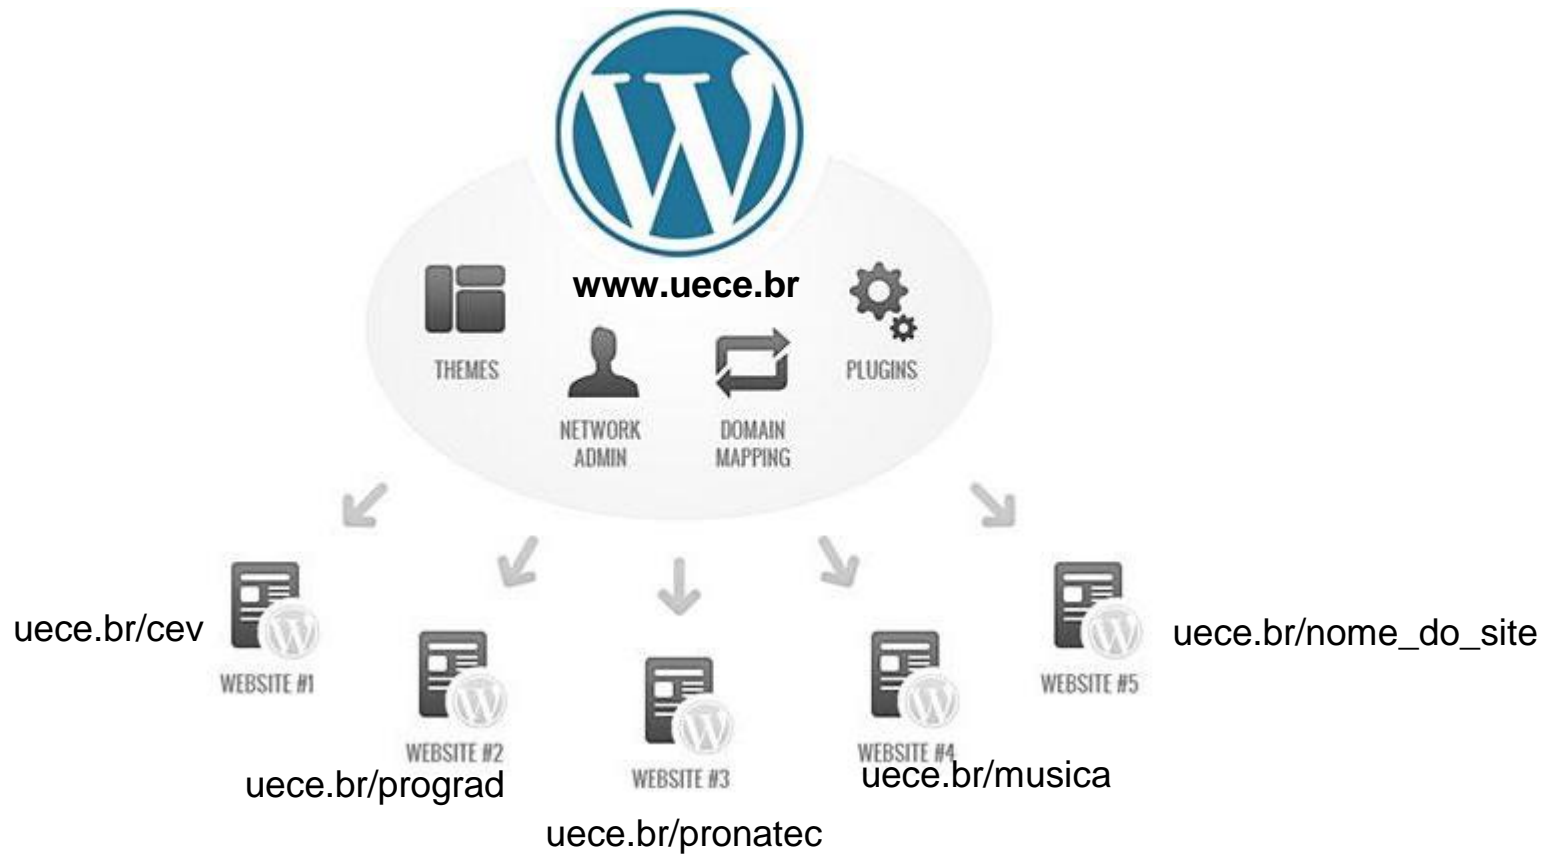 www.uece.br
THEMES
NETWORK
ADMIN
DOMAIN
MAPPING
PLUGINS
uece.br/cev
WEBSITE #1
WEBSITE #2
uece.br/prograd
WEBSITE #3
uece.br/pronatec
WEBSITE #4
uece.br/musica
WEBSITE #5
uece.br/nome_do_site